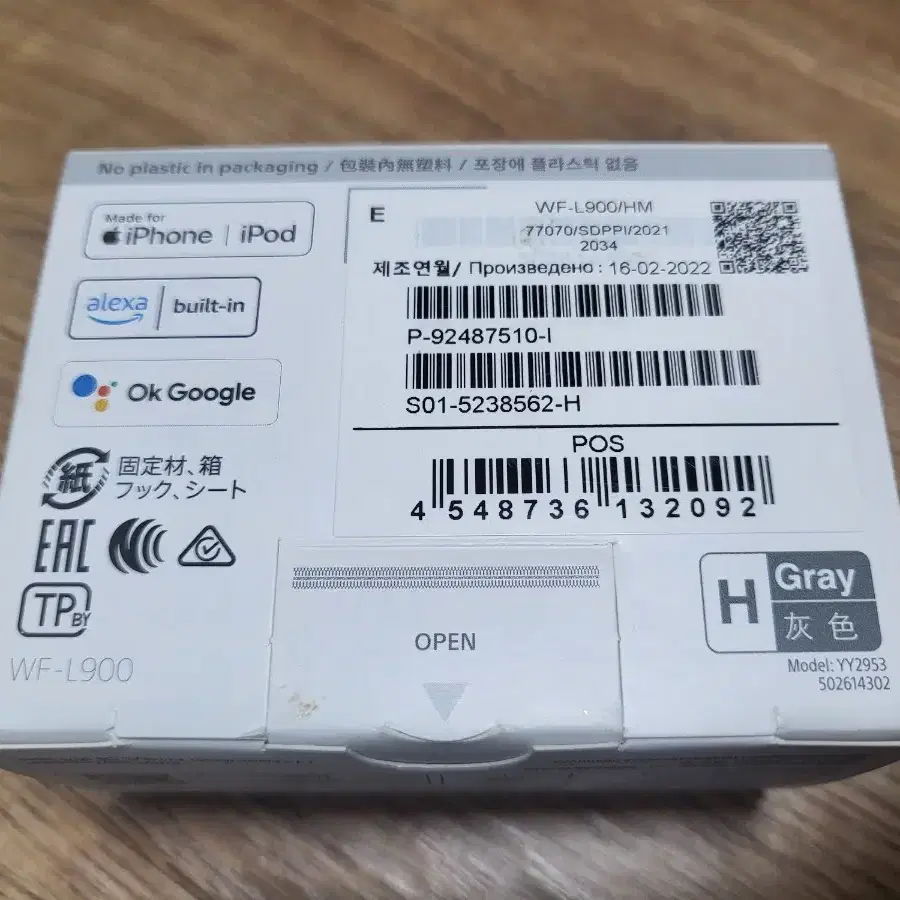 No plastic in packaging / 包裝內無塑料 / 포장에 플라스틱 없음
Made for
iPhone | iPod
alexa | built-in
Ok Google
紙 固定材、箱
フック、シート
EAC
TP BY
WF-L900
E
WF-L900/HM
77070/SDPPI/2021
2034
제조연월/ Произведено : 16-02-2022
P-92487510-I
S01-5238562-H
POS
4 548736 132092
OPEN
H Gray
灰色
Model: YY2953
502614302